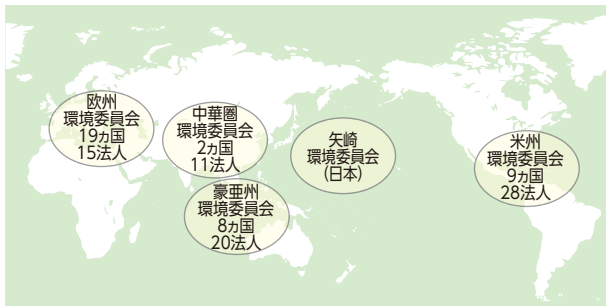 欧州
環境委員会
19ヵ国
15法人
中華圏
環境委員会
2ヵ国
11法人
豪亜州
環境委員会
8ヵ国
20法人
矢崎
環境委員会
(日本)
米州
環境委員会
9ヵ国
28法人